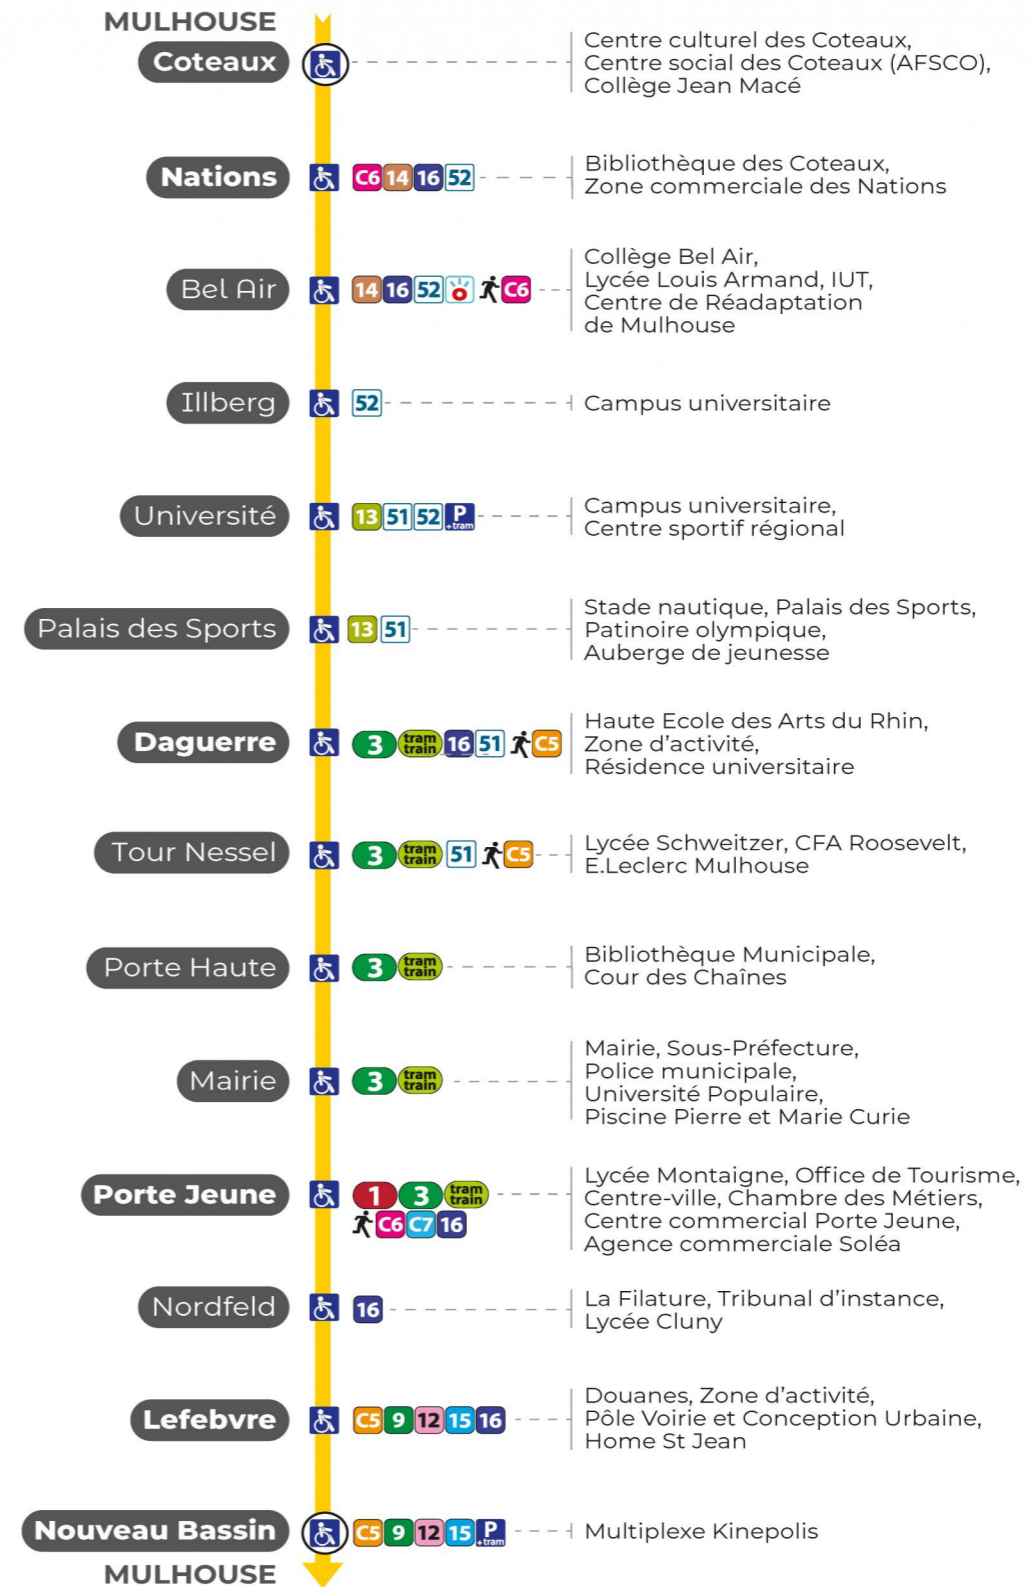 MULHOUSE
Coteaux
Centre culturel des Coteaux,
Centre social des Coteaux (AFSCO),
Collège Jean Macé
Nations C6 14 16 52
Bibliothèque des Coteaux,
Zone commerciale des Nations
Bel Air 14 16 52 C6
Collège Bel Air,
Lycée Louis Armand, IUT,
Centre de Réadaptation
de Mulhouse
Illberg 52
Campus universitaire
Université 13 51 52 P +tram
Campus universitaire,
Centre sportif régional
Palais des Sports 13 51
Stade nautique, Palais des Sports,
Patinoire olympique,
Auberge de jeunesse
Daguerre 3 tram train 16 51 C5
Haute Ecole des Arts du Rhin,
Zone d'activité,
Résidence universitaire
Tour Nessel 3 tram train 51 C5
Lycée Schweitzer, CFA Roosevelt,
E.Leclerc Mulhouse
Porte Haute 3 tram train
Bibliothèque Municipale,
Cour des Chaînes
Mairie 3 tram train
Mairie, Sous-Préfecture,
Police municipale,
Université Populaire,
Piscine Pierre et Marie Curie
Porte Jeune 1 3 tram train
C6 C7 16
Lycée Montaigne, Office de Tourisme,
Centre-ville, Chambre des Métiers,
Centre commercial Porte Jeune,
Agence commerciale Soléa
Nordfeld 16
La Filature, Tribunal d'instance,
Lycée Cluny
Lefebvre C5 9 12 15 16
Douanes, Zone d'activité,
Pôle Voirie et Conception Urbaine,
Home St Jean
Nouveau Bassin C5 9 12 15 P +tram
Multiplexe Kinepolis
MULHOUSE